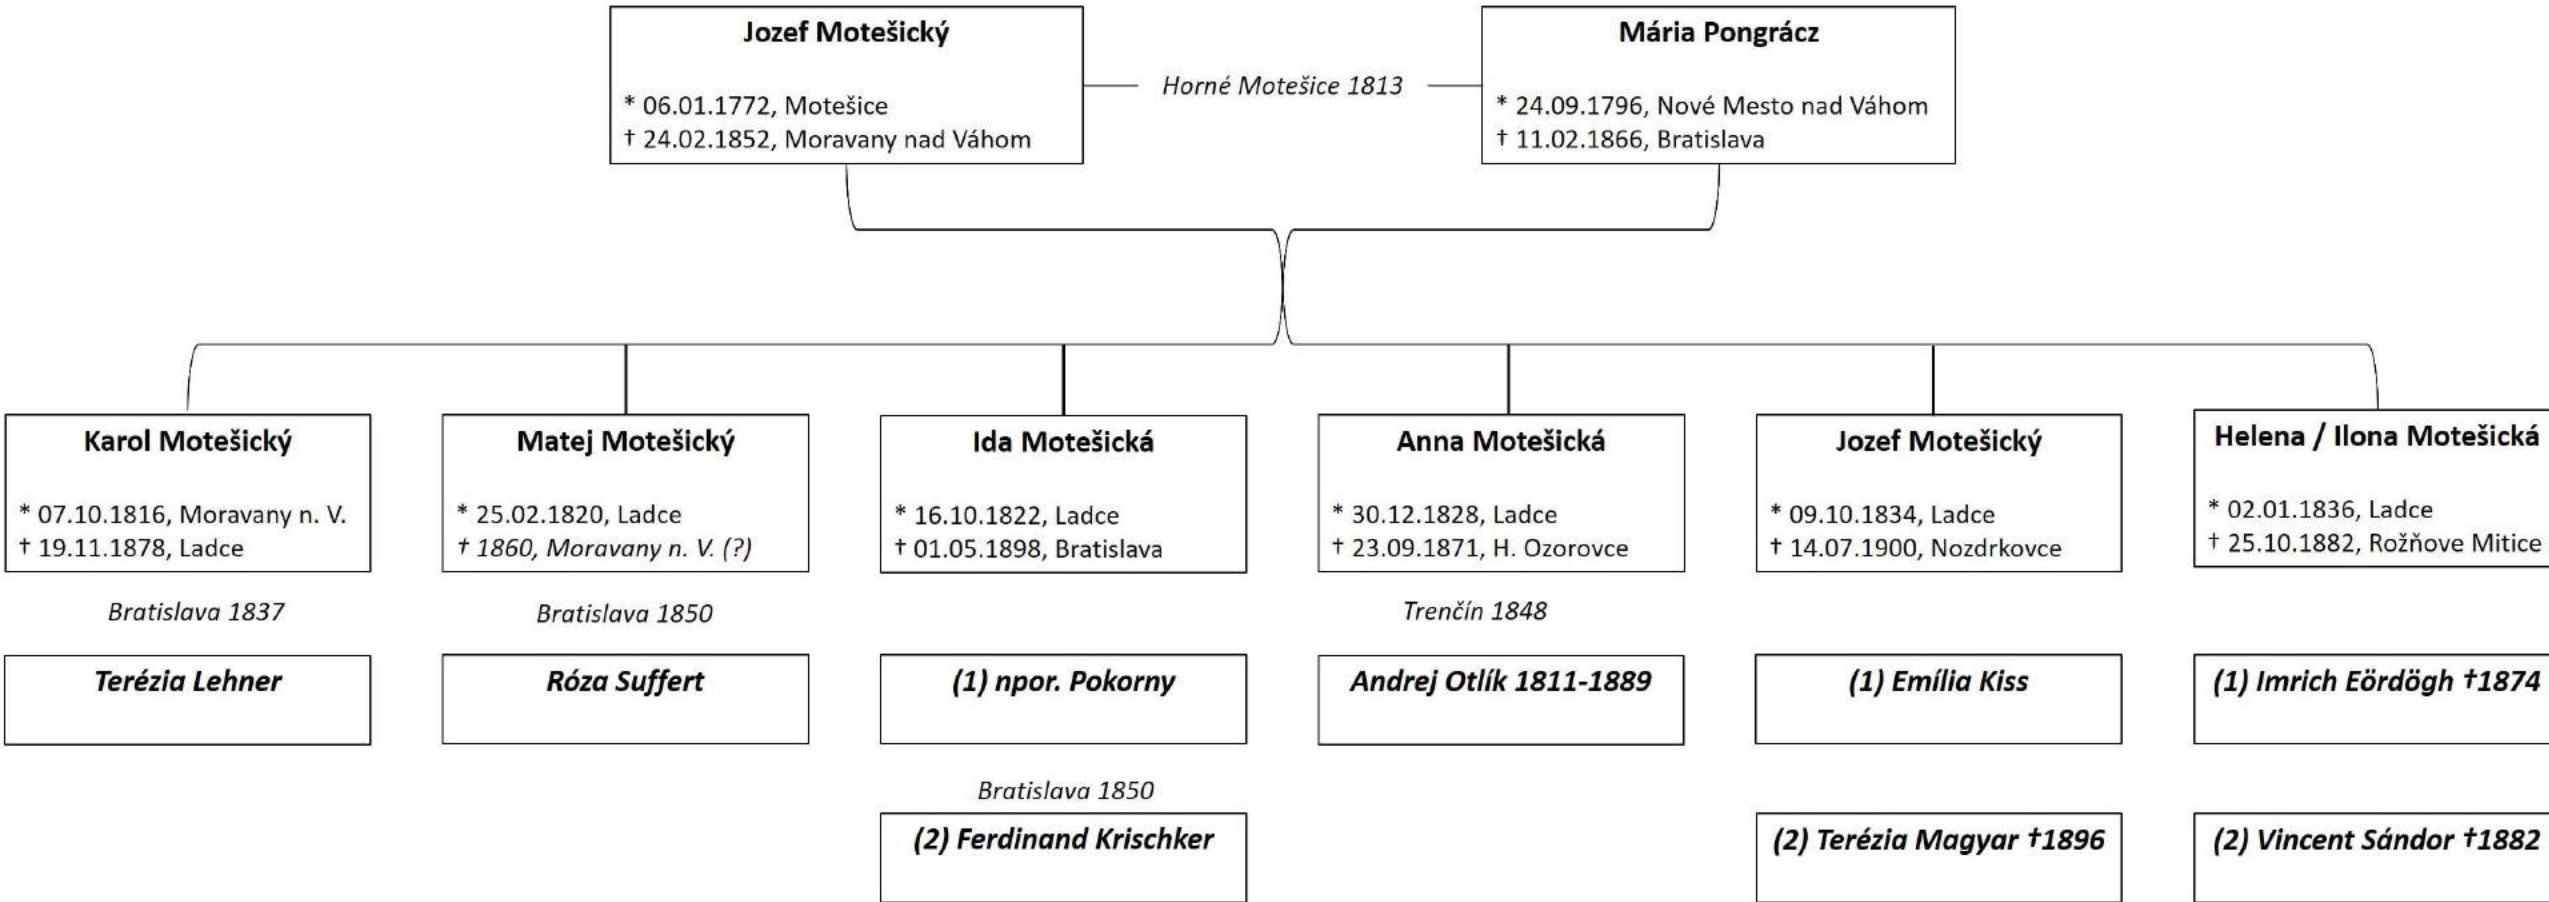 Jozef Motešický
* 06.01.1772, Motešice
† 24.02.1852, Moravany nad Váhom
Horné Motešice 1813
Mária Pongrácz
* 24.09.1796, Nové Mesto nad Váhom
† 11.02.1866, Bratislava
Karol Motešický
* 07.10.1816, Moravany n. V.
† 19.11.1878, Ladce
Bratislava 1837
Terézia Lehner
Matej Motešický
* 25.02.1820, Ladce
† 1860, Moravany n. V. (?)
Bratislava 1850
Róza Suffert
Ida Motešická
* 16.10.1822, Ladce
† 01.05.1898, Bratislava
(1) npor. Pokorny
Bratislava 1850
(2) Ferdinand Krischker
Anna Motešická
* 30.12.1828, Ladce
† 23.09.1871, H. Ozorovce
Trenčín 1848
Andrej Otlík 1811-1889
Jozef Motešický
* 09.10.1834, Ladce
† 14.07.1900, Nozdrkovce
(1) Emília Kiss
(2) Terézia Magyar †1896
Helena / Ilona Motešická
* 02.01.1836, Ladce
† 25.10.1882, Rožňove Mitice
(1) Imrich Eördögh †1874
(2) Vincent Sándor †1882